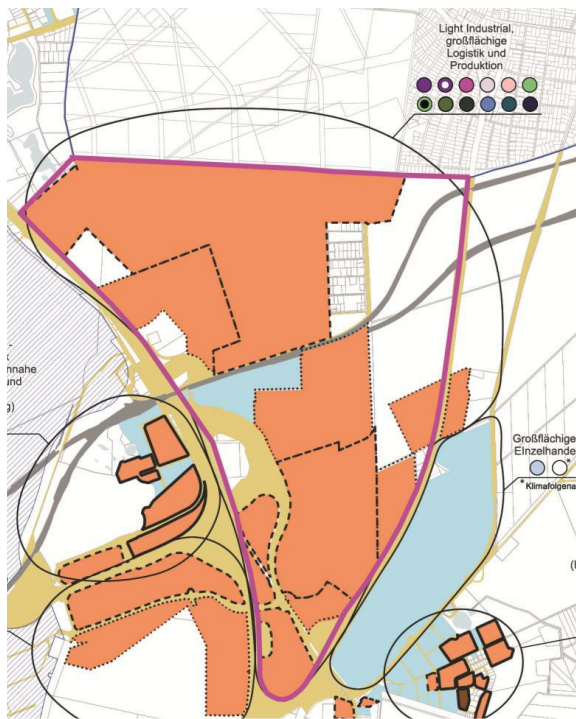 Light Industrial,
großflächige
Logistik und
Produktion
nnahe
und
g)
Großflächige
EInzelhande
*
*Klimafolgena
(I